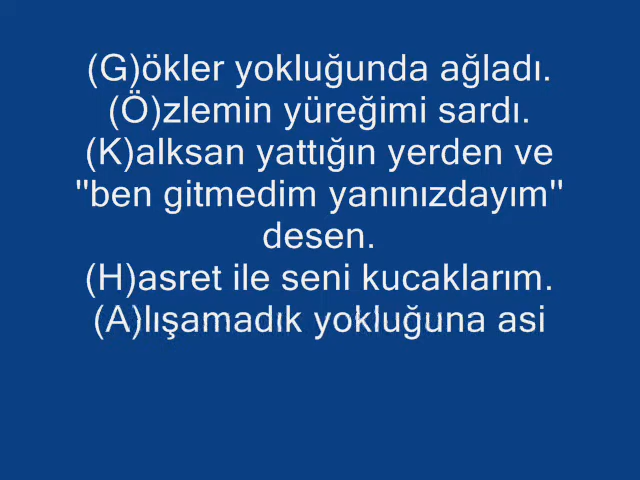 (G)ökler yokluğunda ağladı.
(Ö)zlemin yüreğimi sardı.
(K)alksan yattığın yerden ve
"ben gitmedim yanınızdayım"
desen.
(H)asret ile seni kucaklarım.
(A)lışamadık yokluğuna asi